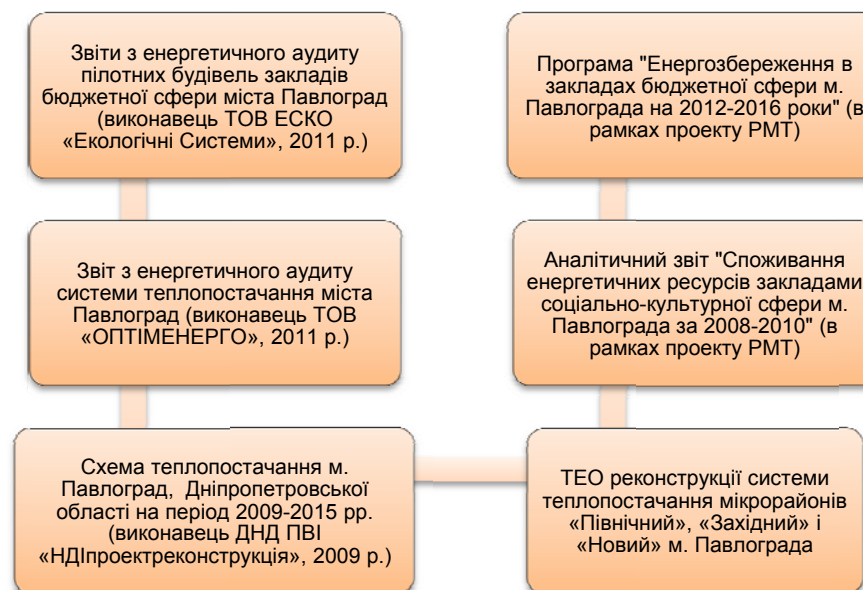 Звіти з енергетичного аудиту
пілотних будівель закладів
бюджетної сфери міста Павлоград
(виконавець ТОВ ЕСКО
«Екологічні Системи», 2011 р.)
Звіт з енергетичного аудиту
системи теплопостачання міста
Павлоград (виконавець ТОВ
«ОПТІМЕНЕРГО», 2011 р.)
Схема теплопостачання м.
Павлоград, Дніпропетровської
області на період 2009-2015 рр.
(виконавець ДНД ПВІ
«НДІпроектреконструкція», 2009 р.)
ТЕО реконструкції системи
теплопостачання мікрорайонів
«Північний», «Західний» і
«Новий» м. Павлограда
Аналітичний звіт "Споживання
енергетичних ресурсів закладами
соціально-культурної сфери м.
Павлограда за 2008-2010" (в
рамках проекту РМТ)
Програма "Енергозбереження в
закладах бюджетної сфери м.
Павлограда на 2012-2016 роки" (в
рамках проекту РМТ)